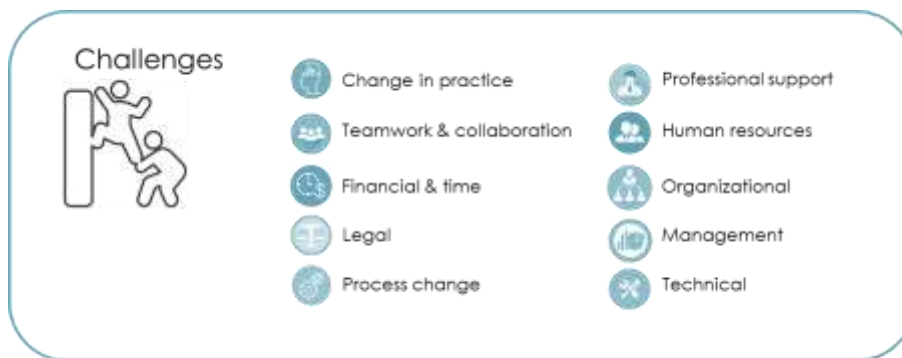 Challenges
Change in practice
Teamwork & collaboration
Financial & time
Legal
Process change
Professional support
Human resources
Organizational
Management
Technical